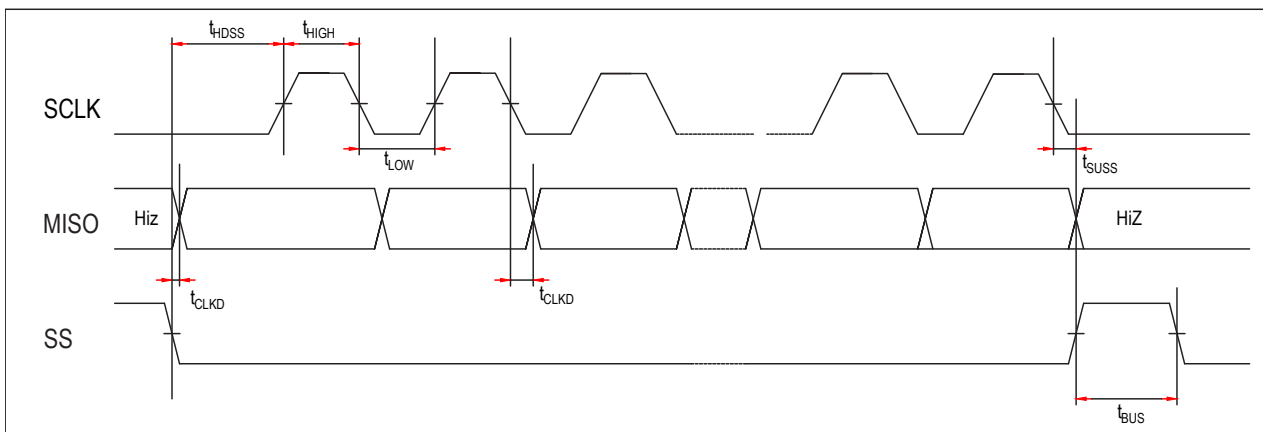 tHDSS tHIGH
SCLK
tLOW
tSUSS
MISO Hiz HiZ
tCLKD tCLKD
SS
tBUS